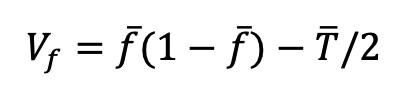 V_f = f̄(1 − f̄) − T̄/2